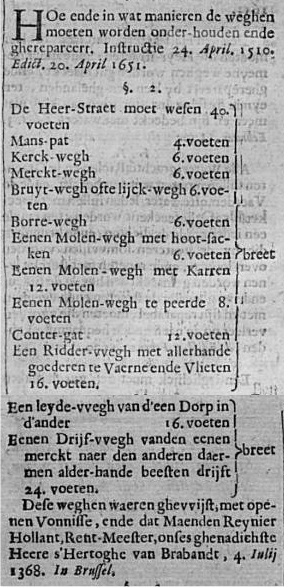 HOe ende in wat manieren de weghen
moeten worden onder-houden ende
ghereparceert. Instructie 24. April. 1510.
Edict. 20. April 1651.
§. 2.
De Heer-Straet moet wesen 40.
voeten
Mans-pat 4.voeten
Kerck-wegh 6.voeten
Merckt-wegh 6.voeten
Bruyt-wegh ofte lijck-wegh 6.voe-
ten
Borre-wegh 6.voeten
Eenen Molen-wegh met hoot-sac-
ken 6.voeten breet
Eenen Molen-wegh met Karren
12.voeten
Eenen Molen-wegh te peerde 8.
voeten
Conter-gat 12.voeten
Een Ridder-vvegh met allerhande
goederen te Vaerne ende Vlieten
16.voeten.
Een leyde-vvegh van d'een Dorp in
d'ander 16.voeten
Eenen Drijf-vvegh vanden eenen
merckt naer den anderen daer- breet
men alder-hande beesten drijft
24.voeten.
Dese weghen waeren ghevvijst, met ope-
nen Vonnisse, ende dat Maenden Reynier
Hollant, Rent-Meester, onses ghenadichste
Heere s'Hertoghe van Brabandt, 4. Iulij
1368. In Brussel.